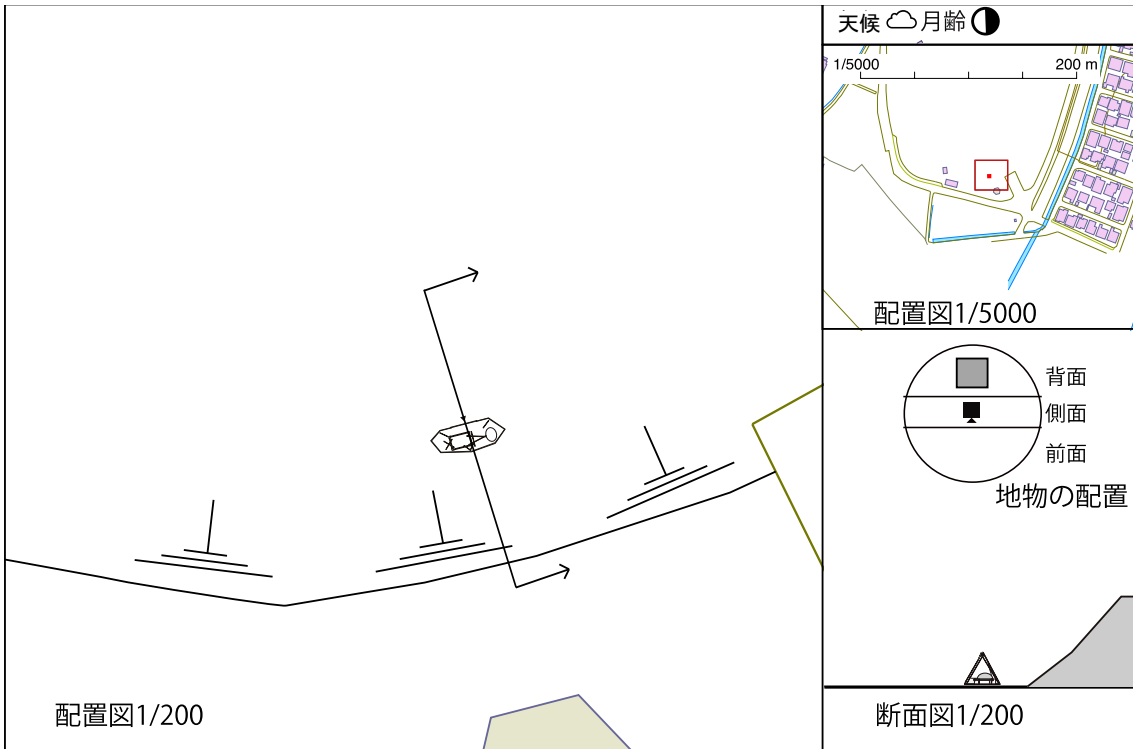 天候 月齢
1/5000 200 m
配置図1/5000
背面
側面
前面
地物の配置
配置図1/200
断面図1/200